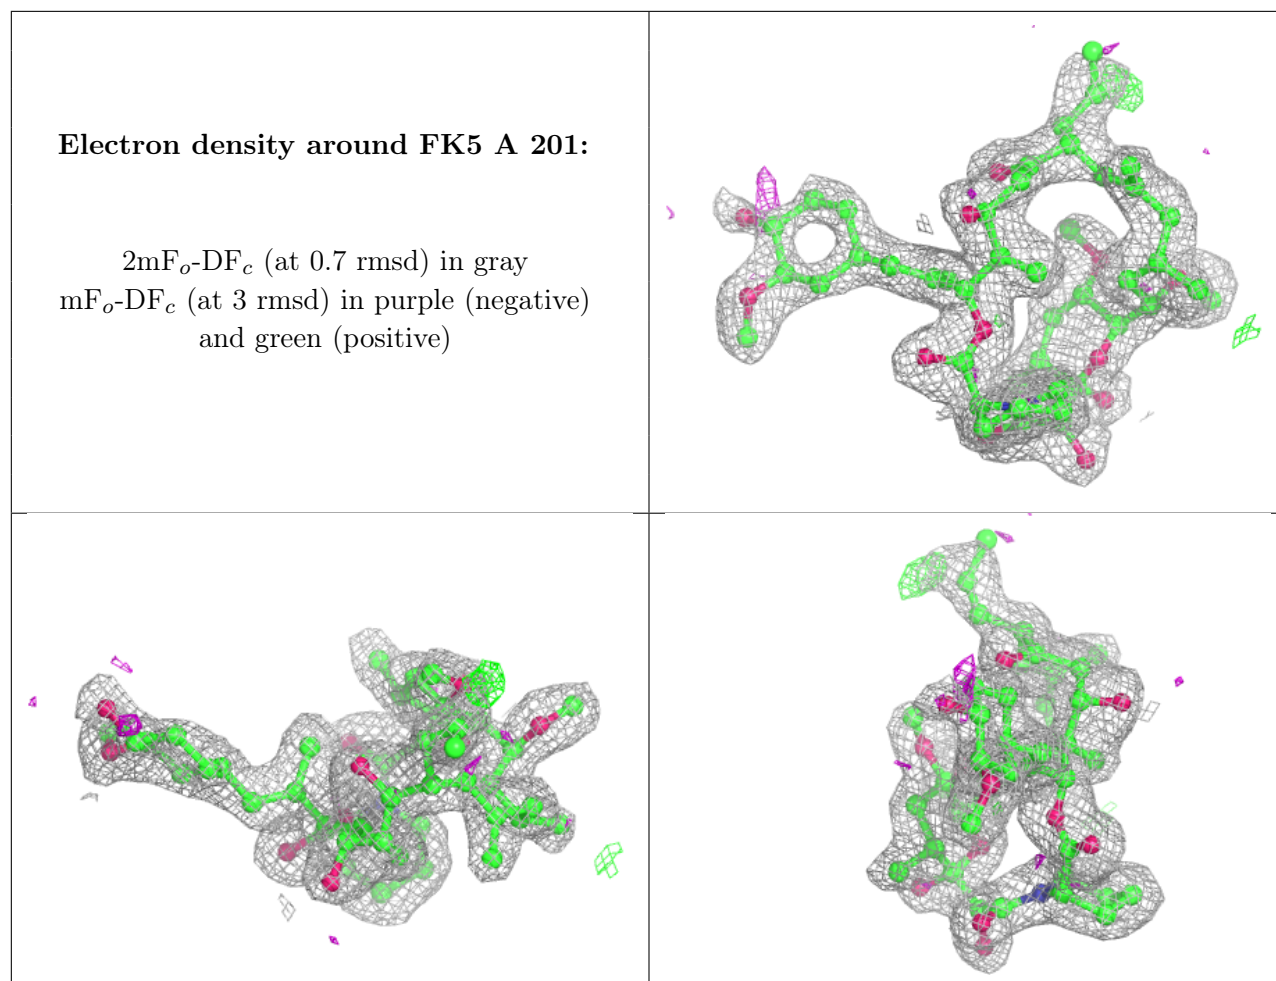 Electron density around FK5 A 201:
2mFo-DFc (at 0.7 rmsd) in gray
mFo-DFc (at 3 rmsd) in purple (negative)
and green (positive)